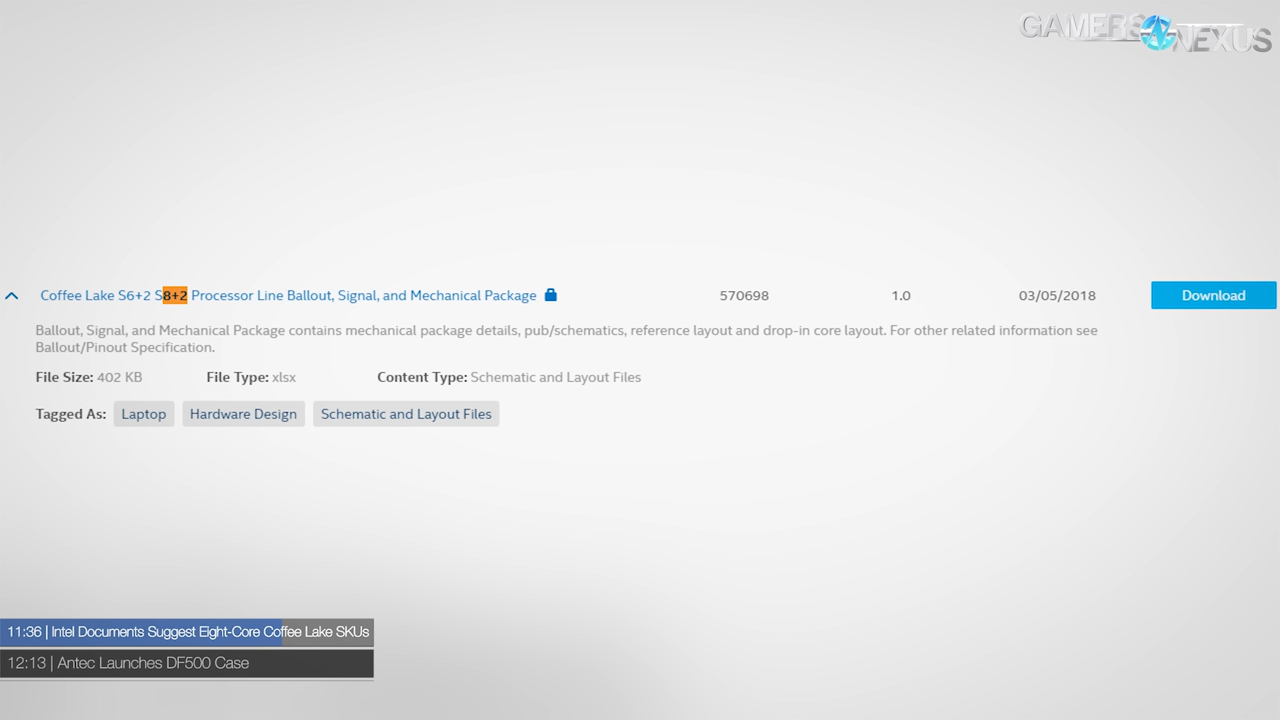 GAMERS NEXUS
Coffee Lake S6+2 S8+2 Processor Line Ballout, Signal, and Mechanical Package 570698 1.0 03/05/2018 Download
Ballout, Signal, and Mechanical Package contains mechanical package details, pub/schematics, reference layout and drop-in core layout. For other related information see
Ballout/Pinout Specification.
File Size: 402 KB File Type: xlsx Content Type: Schematic and Layout Files
Tagged As: Laptop Hardware Design Schematic and Layout Files
11:36 | Intel Documents Suggest Eight-Core Coffee Lake SKUs
12:13 | Antec Launches DF500 Case